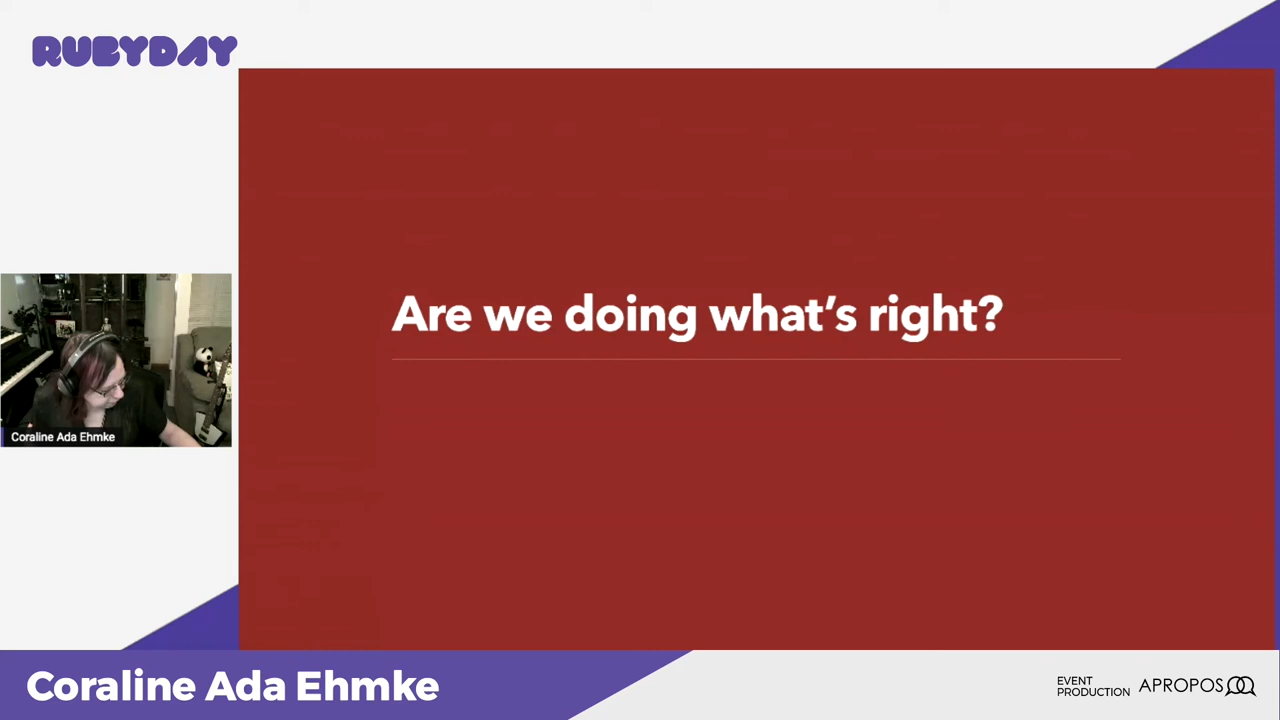 RUBYDAY
Are we doing what's right?
Coraline Ada Ehmke
Coraline Ada Ehmke
EVENT
PRODUCTION
APROPOS